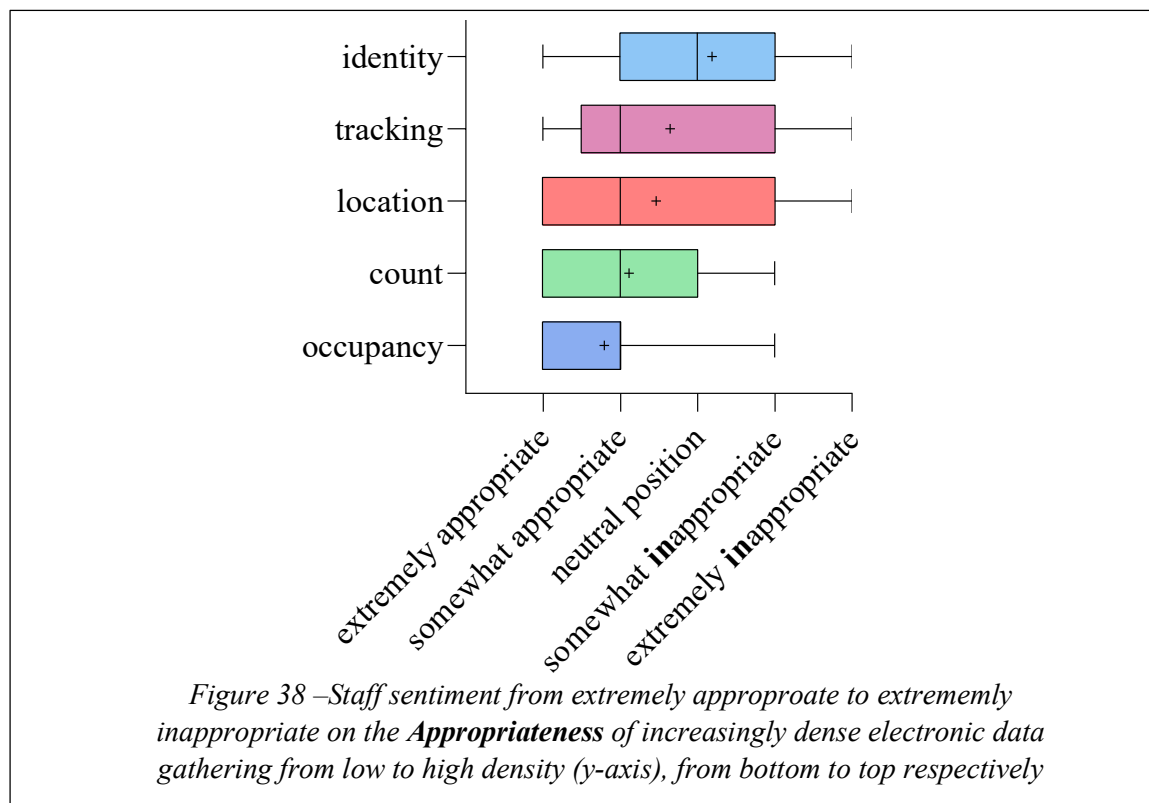 identity
tracking
location
count
occupancy
extremely appropriate
somewhat appropriate
neutral position
somewhat inappropriate
extremely inappropriate
Figure 38 –Staff sentiment from extremely approproate to extrememly
inappropriate on the Appropriateness of increasingly dense electronic data
gathering from low to high density (y-axis), from bottom to top respectively